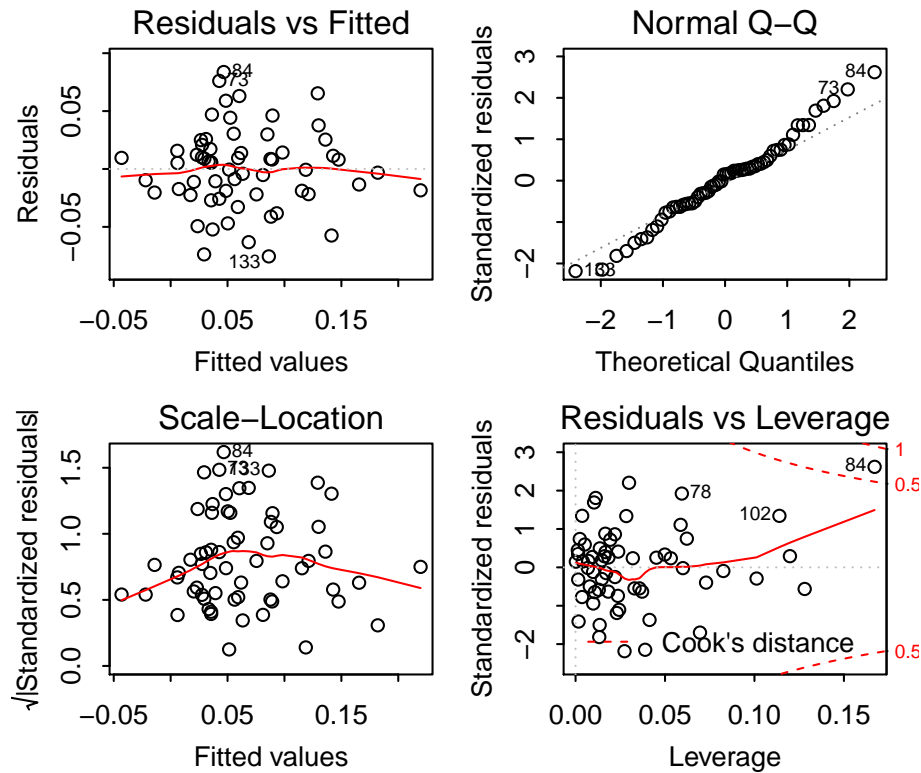 Residuals vs Fitted
Residuals
0.05
−0.05
84
73
133
−0.05 0.05 0.15
Fitted values
Normal Q−Q
Standardized residuals
3
2
1
0
−2
84
73
133
−2 −1 0 1 2
Theoretical Quantiles
Scale−Location
√|Standardized residuals|
1.5
1.0
0.5
0.0
84
73
133
−0.05 0.05 0.15
Fitted values
Residuals vs Leverage
Standardized residuals
3
2
0
−2
78
102
84
1
0.5
0.5
Cook's distance
0.00 0.05 0.10 0.15
Leverage